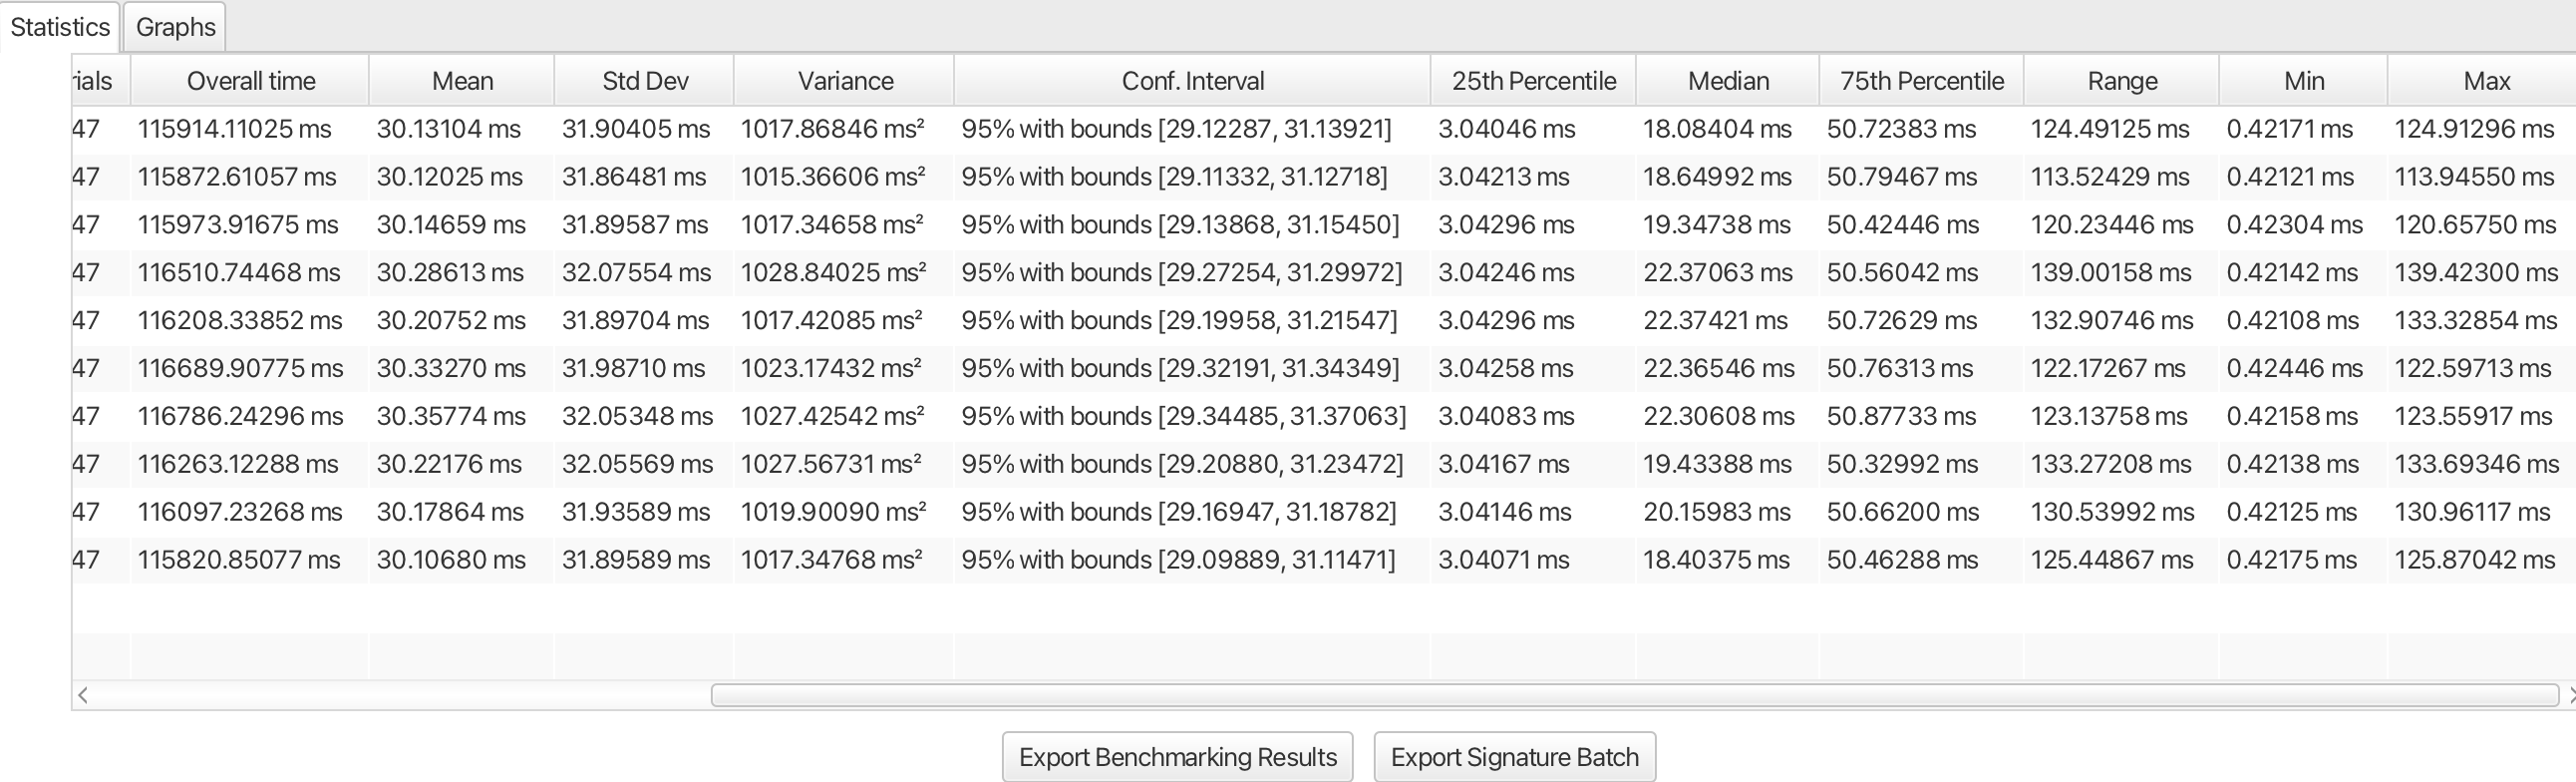 Statistics Graphs
rials Overall time Mean Std Dev Variance Conf. Interval 25th Percentile Median 75th Percentile Range Min Max
47 115914.11025 ms 30.13104 ms 31.90405 ms 1017.86846 ms² 95% with bounds [29.12287, 31.13921] 3.04046 ms 18.08404 ms 50.72383 ms 124.49125 ms 0.42171 ms 124.91296 ms
47 115872.61057 ms 30.12025 ms 31.86481 ms 1015.36606 ms² 95% with bounds [29.11332, 31.12718] 3.04213 ms 18.64992 ms 50.79467 ms 113.52429 ms 0.42121 ms 113.94550 ms
47 115973.91675 ms 30.14659 ms 31.89587 ms 1017.34658 ms² 95% with bounds [29.13868, 31.15450] 3.04296 ms 19.34738 ms 50.42446 ms 120.23446 ms 0.42304 ms 120.65750 ms
47 116510.74468 ms 30.28613 ms 32.07554 ms 1028.84025 ms² 95% with bounds [29.27254, 31.29972] 3.04246 ms 22.37063 ms 50.56042 ms 139.00158 ms 0.42142 ms 139.42300 ms
47 116208.33852 ms 30.20752 ms 31.89704 ms 1017.42085 ms² 95% with bounds [29.19958, 31.21547] 3.04296 ms 22.37421 ms 50.72629 ms 132.90746 ms 0.42108 ms 133.32854 ms
47 116689.90775 ms 30.33270 ms 31.98710 ms 1023.17432 ms² 95% with bounds [29.32191, 31.34349] 3.04258 ms 22.36546 ms 50.76313 ms 122.17267 ms 0.42446 ms 122.59713 ms
47 116786.24296 ms 30.35774 ms 32.05348 ms 1027.42542 ms² 95% with bounds [29.34485, 31.37063] 3.04083 ms 22.30608 ms 50.87733 ms 123.13758 ms 0.42158 ms 123.55917 ms
47 116263.12288 ms 30.22176 ms 32.05569 ms 1027.56731 ms² 95% with bounds [29.20880, 31.23472] 3.04167 ms 19.43388 ms 50.32992 ms 133.27208 ms 0.42138 ms 133.69346 ms
47 116097.23268 ms 30.17864 ms 31.93589 ms 1019.90090 ms² 95% with bounds [29.16947, 31.18782] 3.04146 ms 20.15983 ms 50.66200 ms 130.53992 ms 0.42125 ms 130.96117 ms
47 115820.85077 ms 30.10680 ms 31.89589 ms 1017.34768 ms² 95% with bounds [29.09889, 31.11471] 3.04071 ms 18.40375 ms 50.46288 ms 125.44867 ms 0.42175 ms 125.87042 ms
Export Benchmarking Results Export Signature Batch